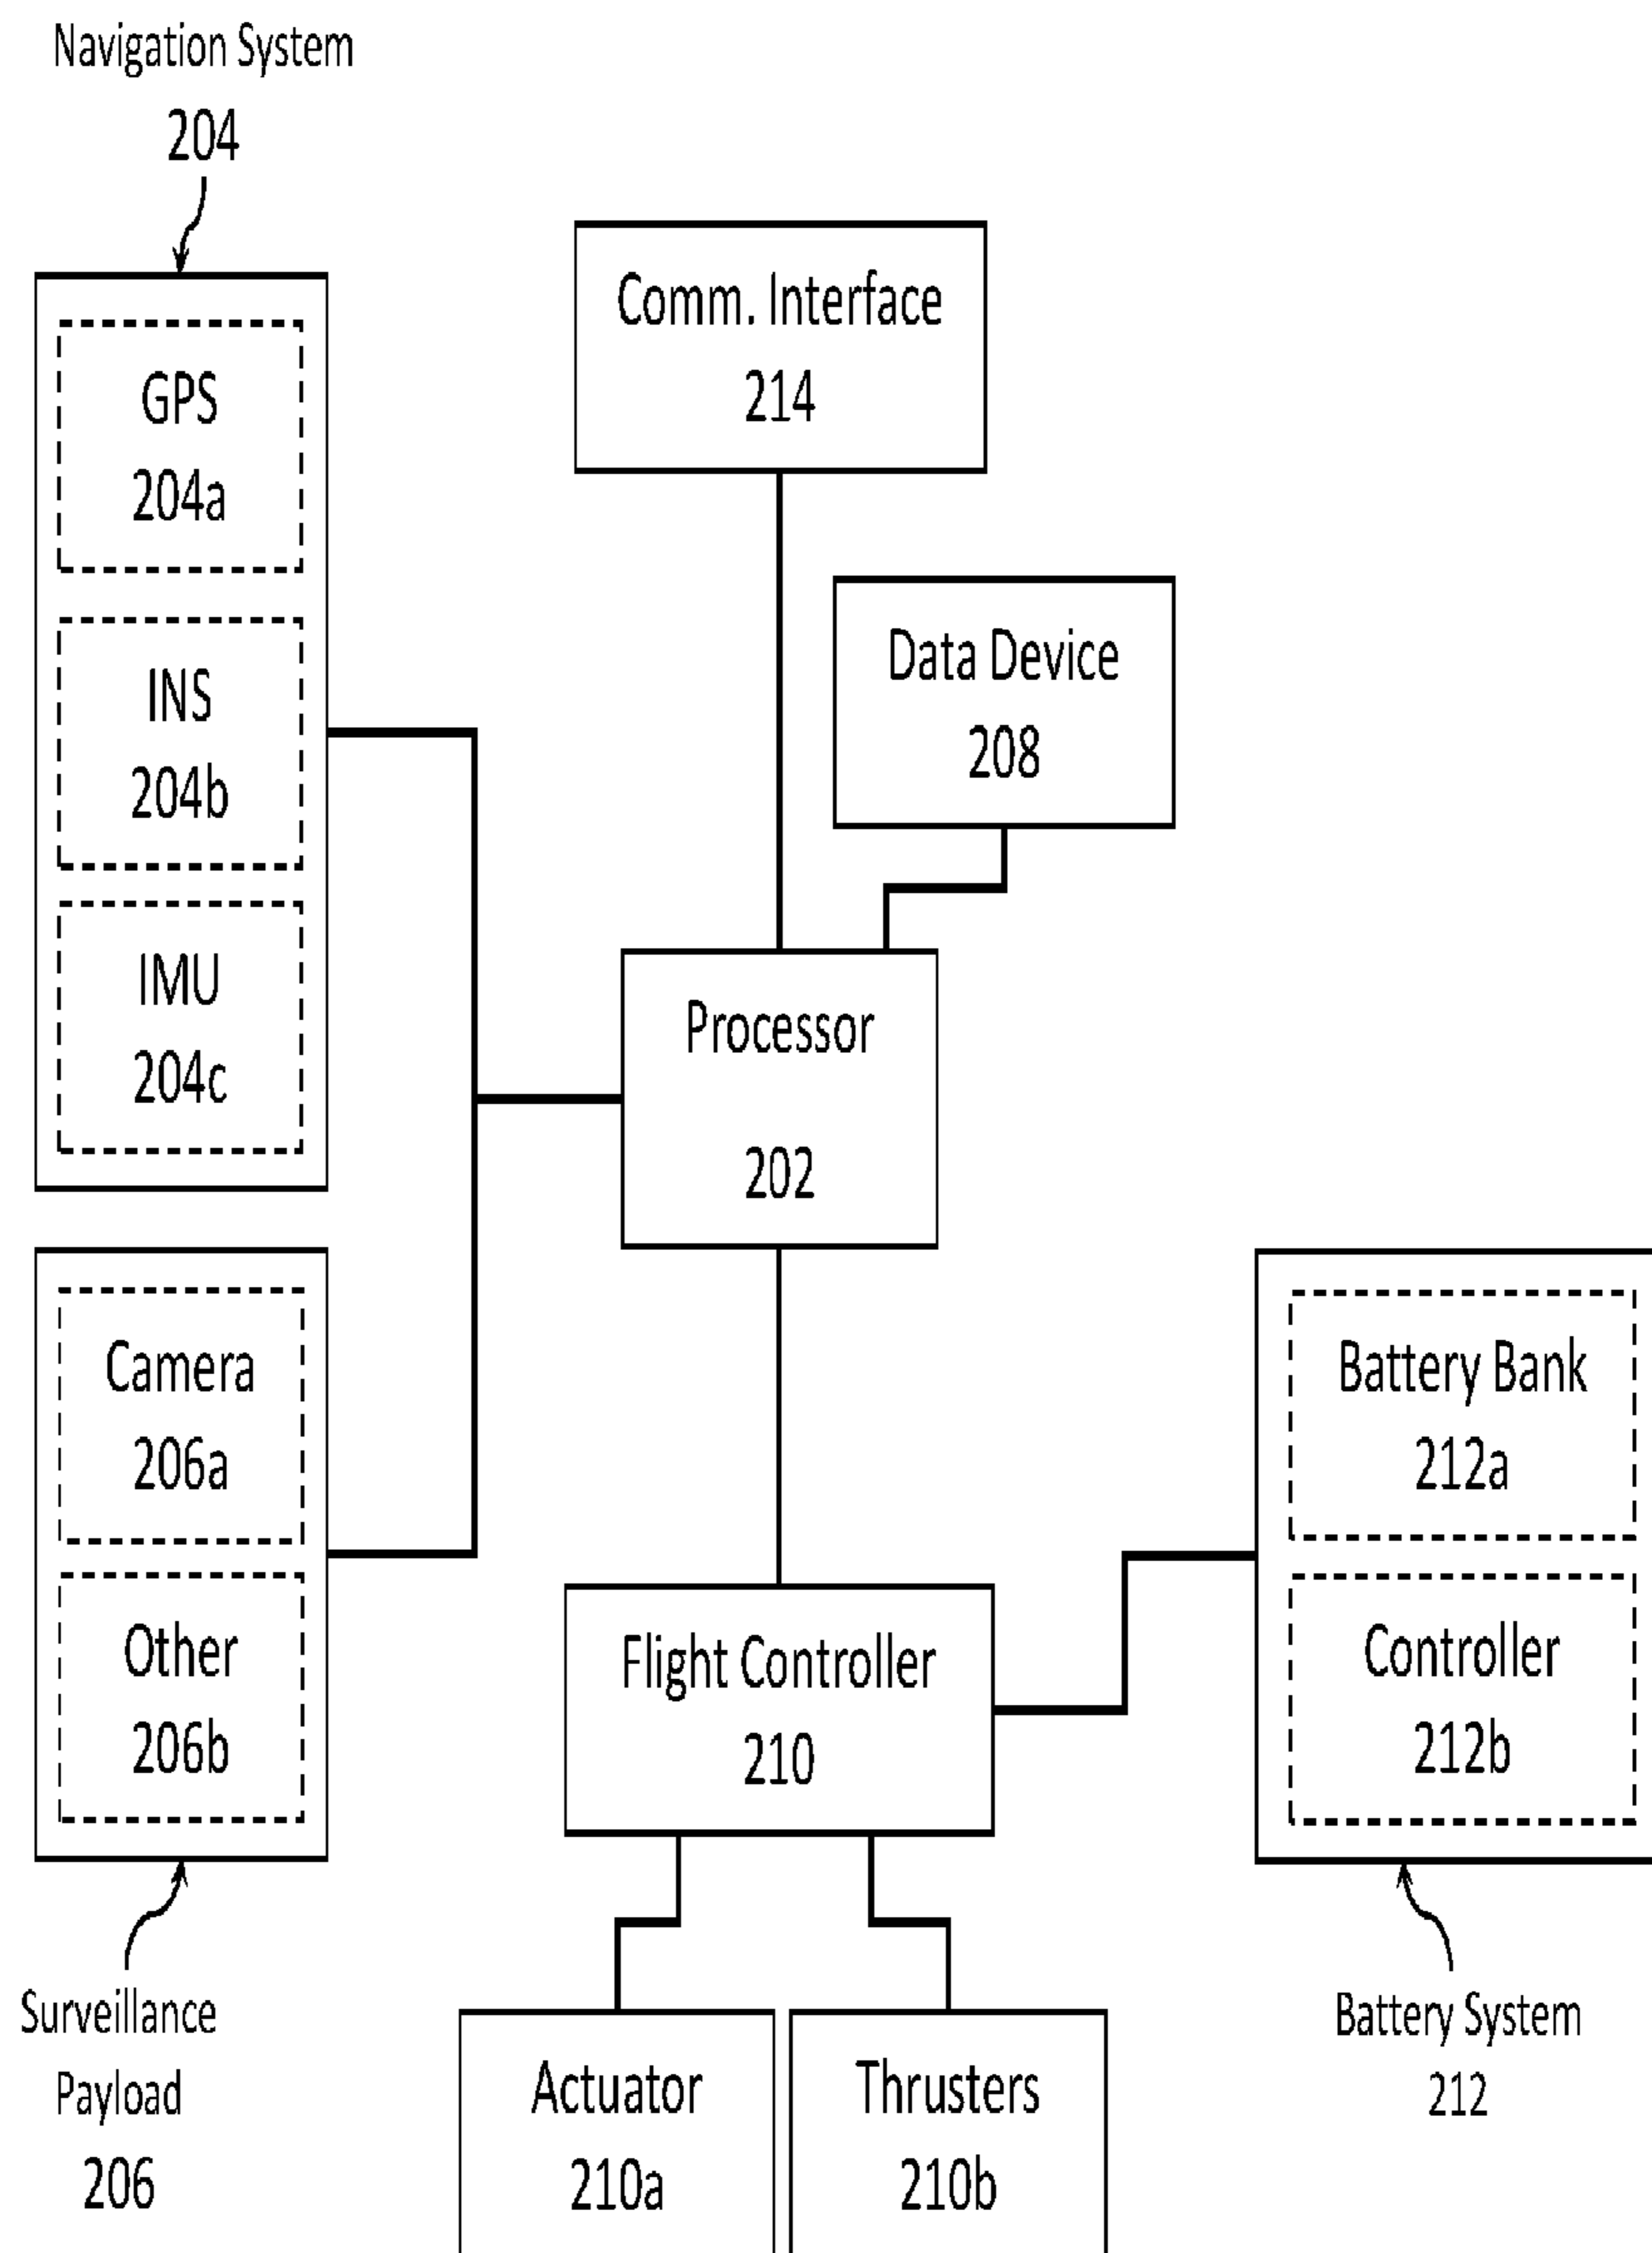 Navigation System
204
GPS
204a
INS
204b
IMU
204c
Comm. Interface
214
Data Device
208
Processor
202
Camera
206a
Other
206b
Surveillance
Payload
206
Flight Controller
210
Actuator
210a
Thrusters
210b
Battery Bank
212a
Controller
212b
Battery System
212